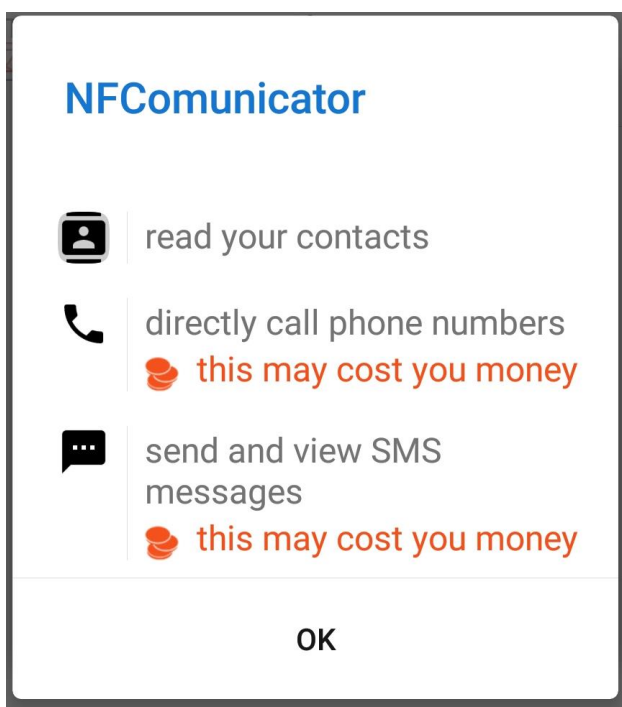 NFComunicator
read your contacts
directly call phone numbers
this may cost you money
send and view SMS
messages
this may cost you money
OK